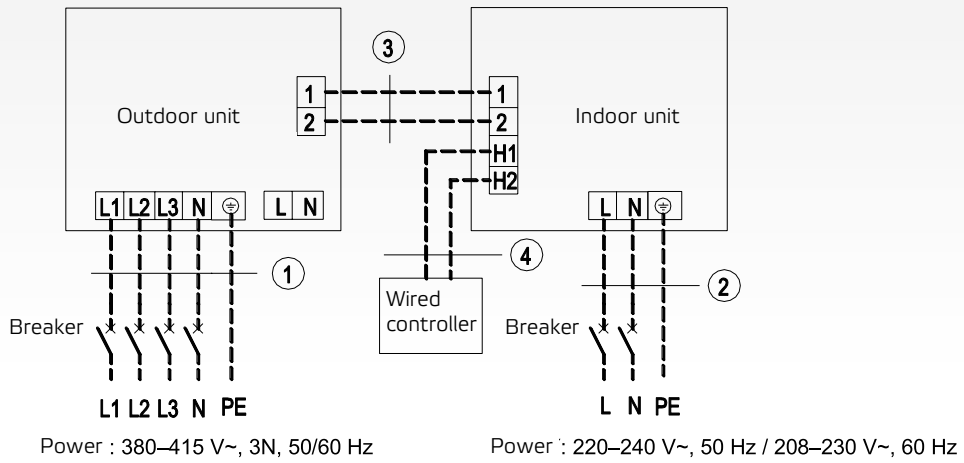 3
1 1
Outdoor unit 2 2 Indoor unit
H1
H2
L1 L2 L3 N L N L N
4
1 2
Wired
controller
Breaker Breaker
L1 L2 L3 N PE L N PE
Power : 380–415 V~, 3N, 50/60 Hz Power : 220–240 V~, 50 Hz / 208–230 V~, 60 Hz